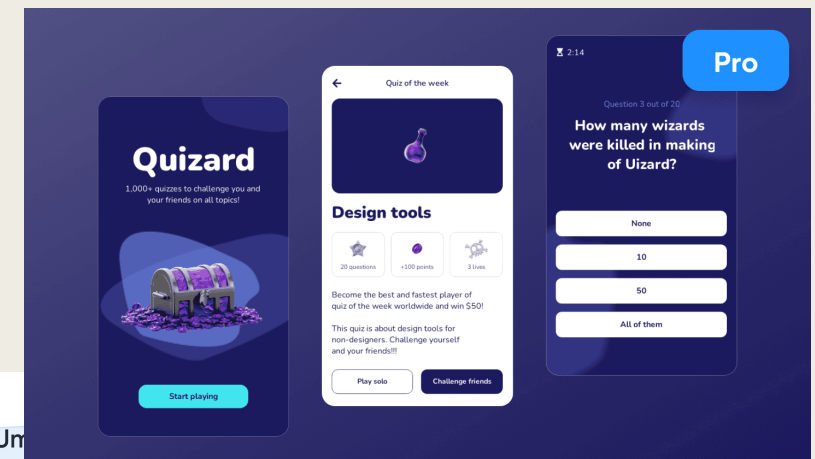 Quizard
1,000+ quizzes to challenge you and
your friends on all topics!
Start playing
Quiz of the week
Design tools
20 questions
+100 points
3 lives
Become the best and fastest player of
quiz of the week worldwide and win $50!
This quiz is about design tools for
non-designers. Challenge yourself
and your friends!!!
Play solo
Challenge friends
2:14
Pro
Question 3 out of 20
How many wizards
were killed in making
of Uizard?
None
10
50
All of them